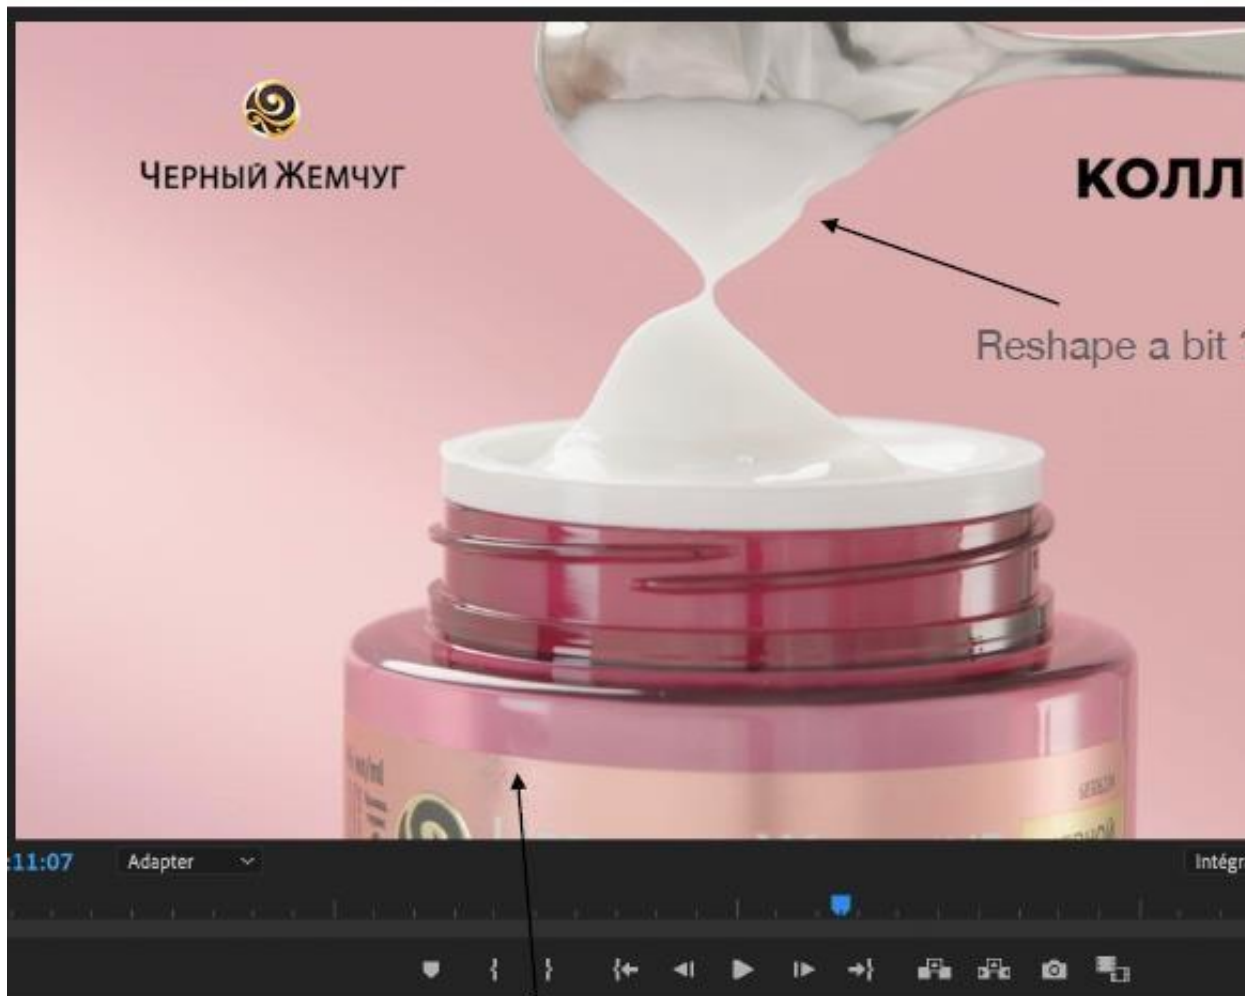 ЧЕРНЫЙ ЖЕМЧУГ
КОЛЛ
Reshape a bit ?
:11:07
Adapter
Intégr